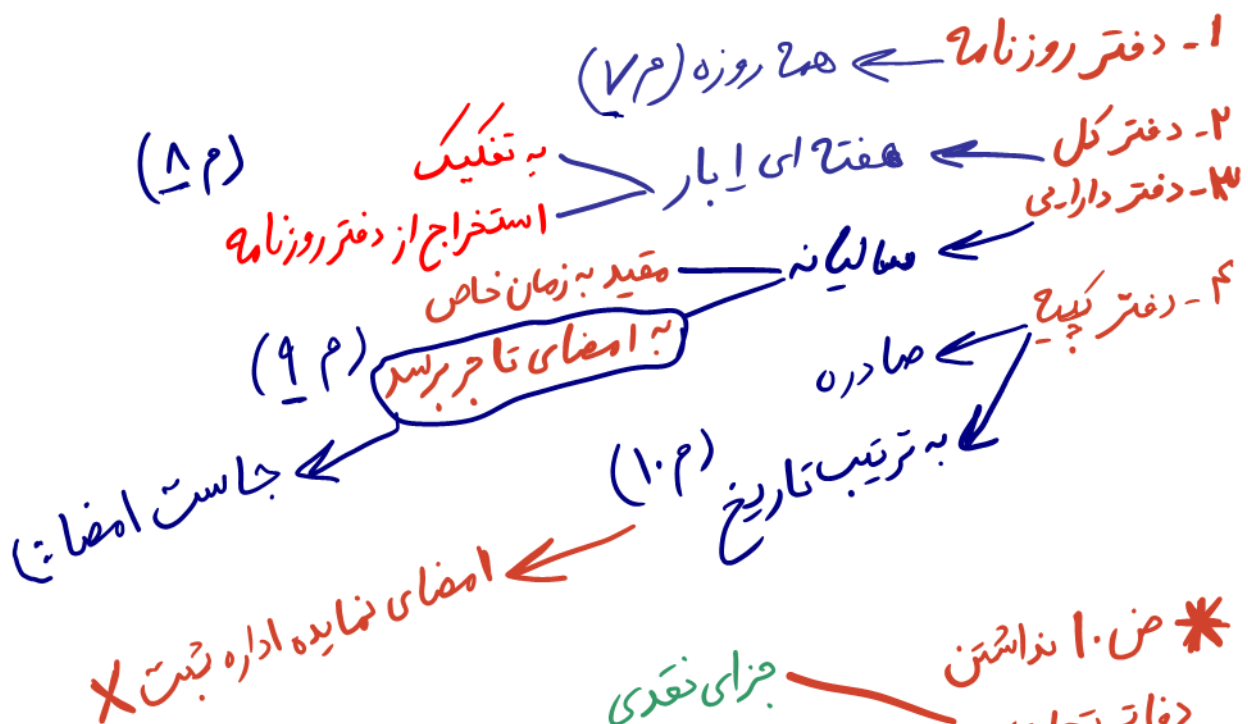 ۱- دفتر روزنامه ← همه روزه (م ۷)
۲- دفتر کل ← هفته ای ۱ بار
به تفکیک
استخراج از دفتر روزنامه
(م ۸)
۳- دفتر دارایی ← سالیانه
مقید به زمان خاص
به امضای تاجر برسد
(م ۹)
جاست امضا :)
۴- دفتر کپیه
صادره
به ترتیب تاریخ
(م ۱۰)
امضای نماینده اداره ثبت X
* ض.ا نداشتن
جزای نقدی